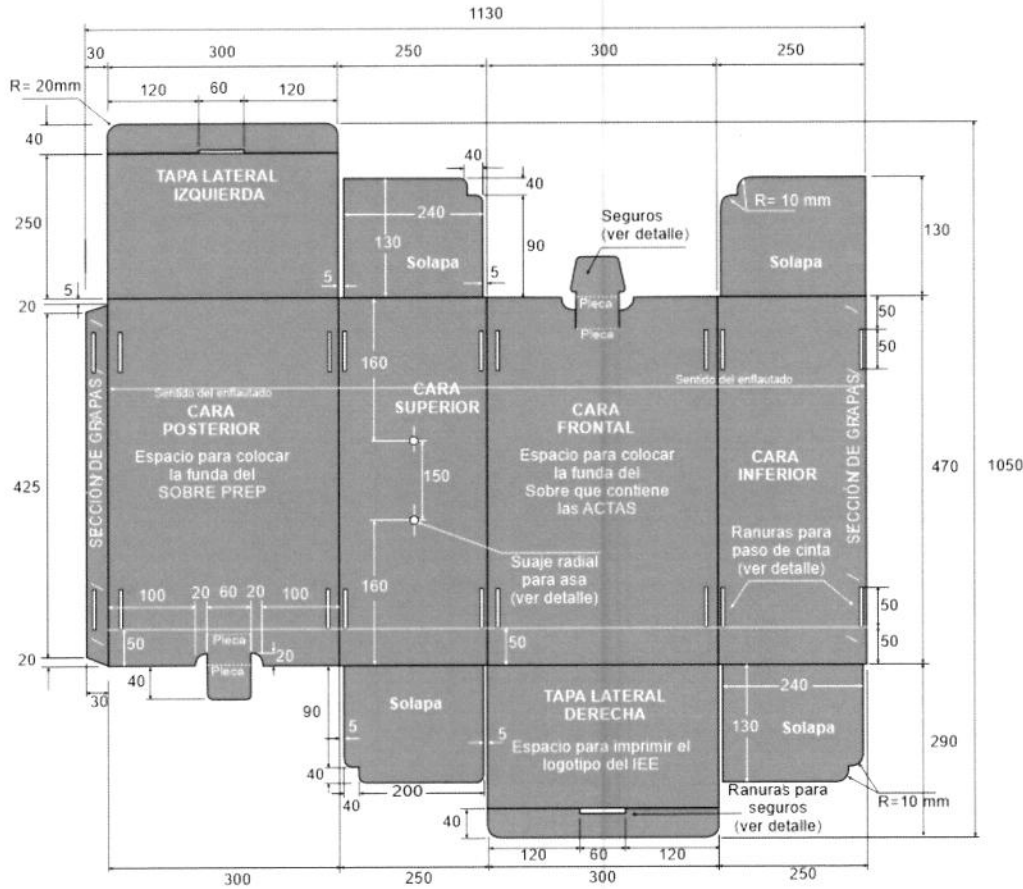 1130
30 300 250 300 250
R= 20mm
120 60 120
40
TAPA LATERAL
IZQUIERDA
40
40
R= 10 mm
250
240
Seguros
(ver detalle)
130
90
130
Solapa
Solapa
5
5
5
20
Pleca
Pleca
50
50
160
Sentido del enflautado
Sentido del enflautado
SECCIÓN DE GRAPAS
CARA
POSTERIOR
Espacio para colocar
la funda del
SOBRE PREP
CARA
SUPERIOR
CARA
FRONTAL
Espacio para colocar
la funda del
Sobre que contiene
las ACTAS
CARA
INFERIOR
SECCIÓN DE GRAPAS
425
150
470
1050
Suaje radial
para asa
(ver detalle)
Ranuras para
paso de cinta
(ver detalle)
160
100 20 60 20 100
50
50
50
50
Pleca
20
Pleca
20
40
30
90
Solapa
5
5
TAPA LATERAL
DERECHA
Espacio para imprimir el
logotipo del IEE
240
130
Solapa
290
40
40
200
R=10 mm
Ranuras para
seguros
(ver detalle)
40
120 60 120
300 250 300 250